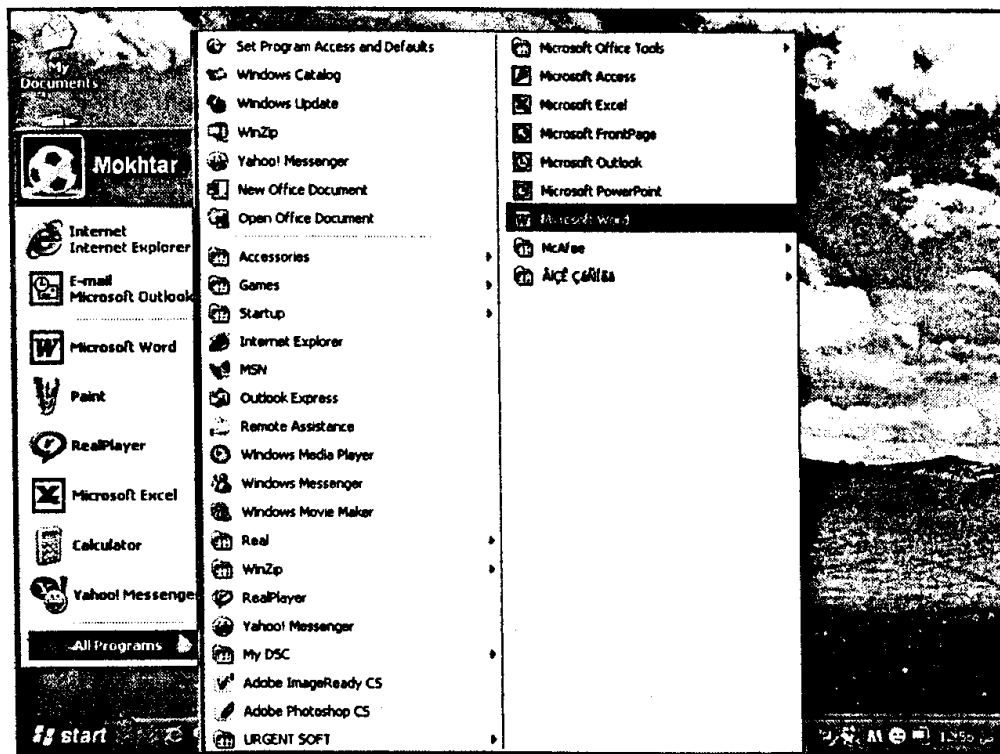 My
Documents
Mokhtar
Internet
Internet Explorer
E-mail
Microsoft Outlook
Microsoft Word
Paint
RealPlayer
Microsoft Excel
Calculator
Yahoo! Messenge
All Programs
start
Set Program Access and Defaults
Windows Catalog
Windows Update
WinZip
Yahoo! Messenger
New Office Document
Open Office Document
Accessories
Games
Startup
Internet Explorer
MSN
Outlook Express
Remote Assistance
Windows Media Player
Windows Messenger
Windows Movie Maker
Real
WinZip
RealPlayer
Yahoo! Messenger
My DSC
Adobe ImageReady CS
Adobe Photoshop CS
URGENT SOFT
Microsoft Office Tools
Microsoft Access
Microsoft Excel
Microsoft FrontPage
Microsoft Outlook
Microsoft PowerPoint
Microsoft Word
McAfee